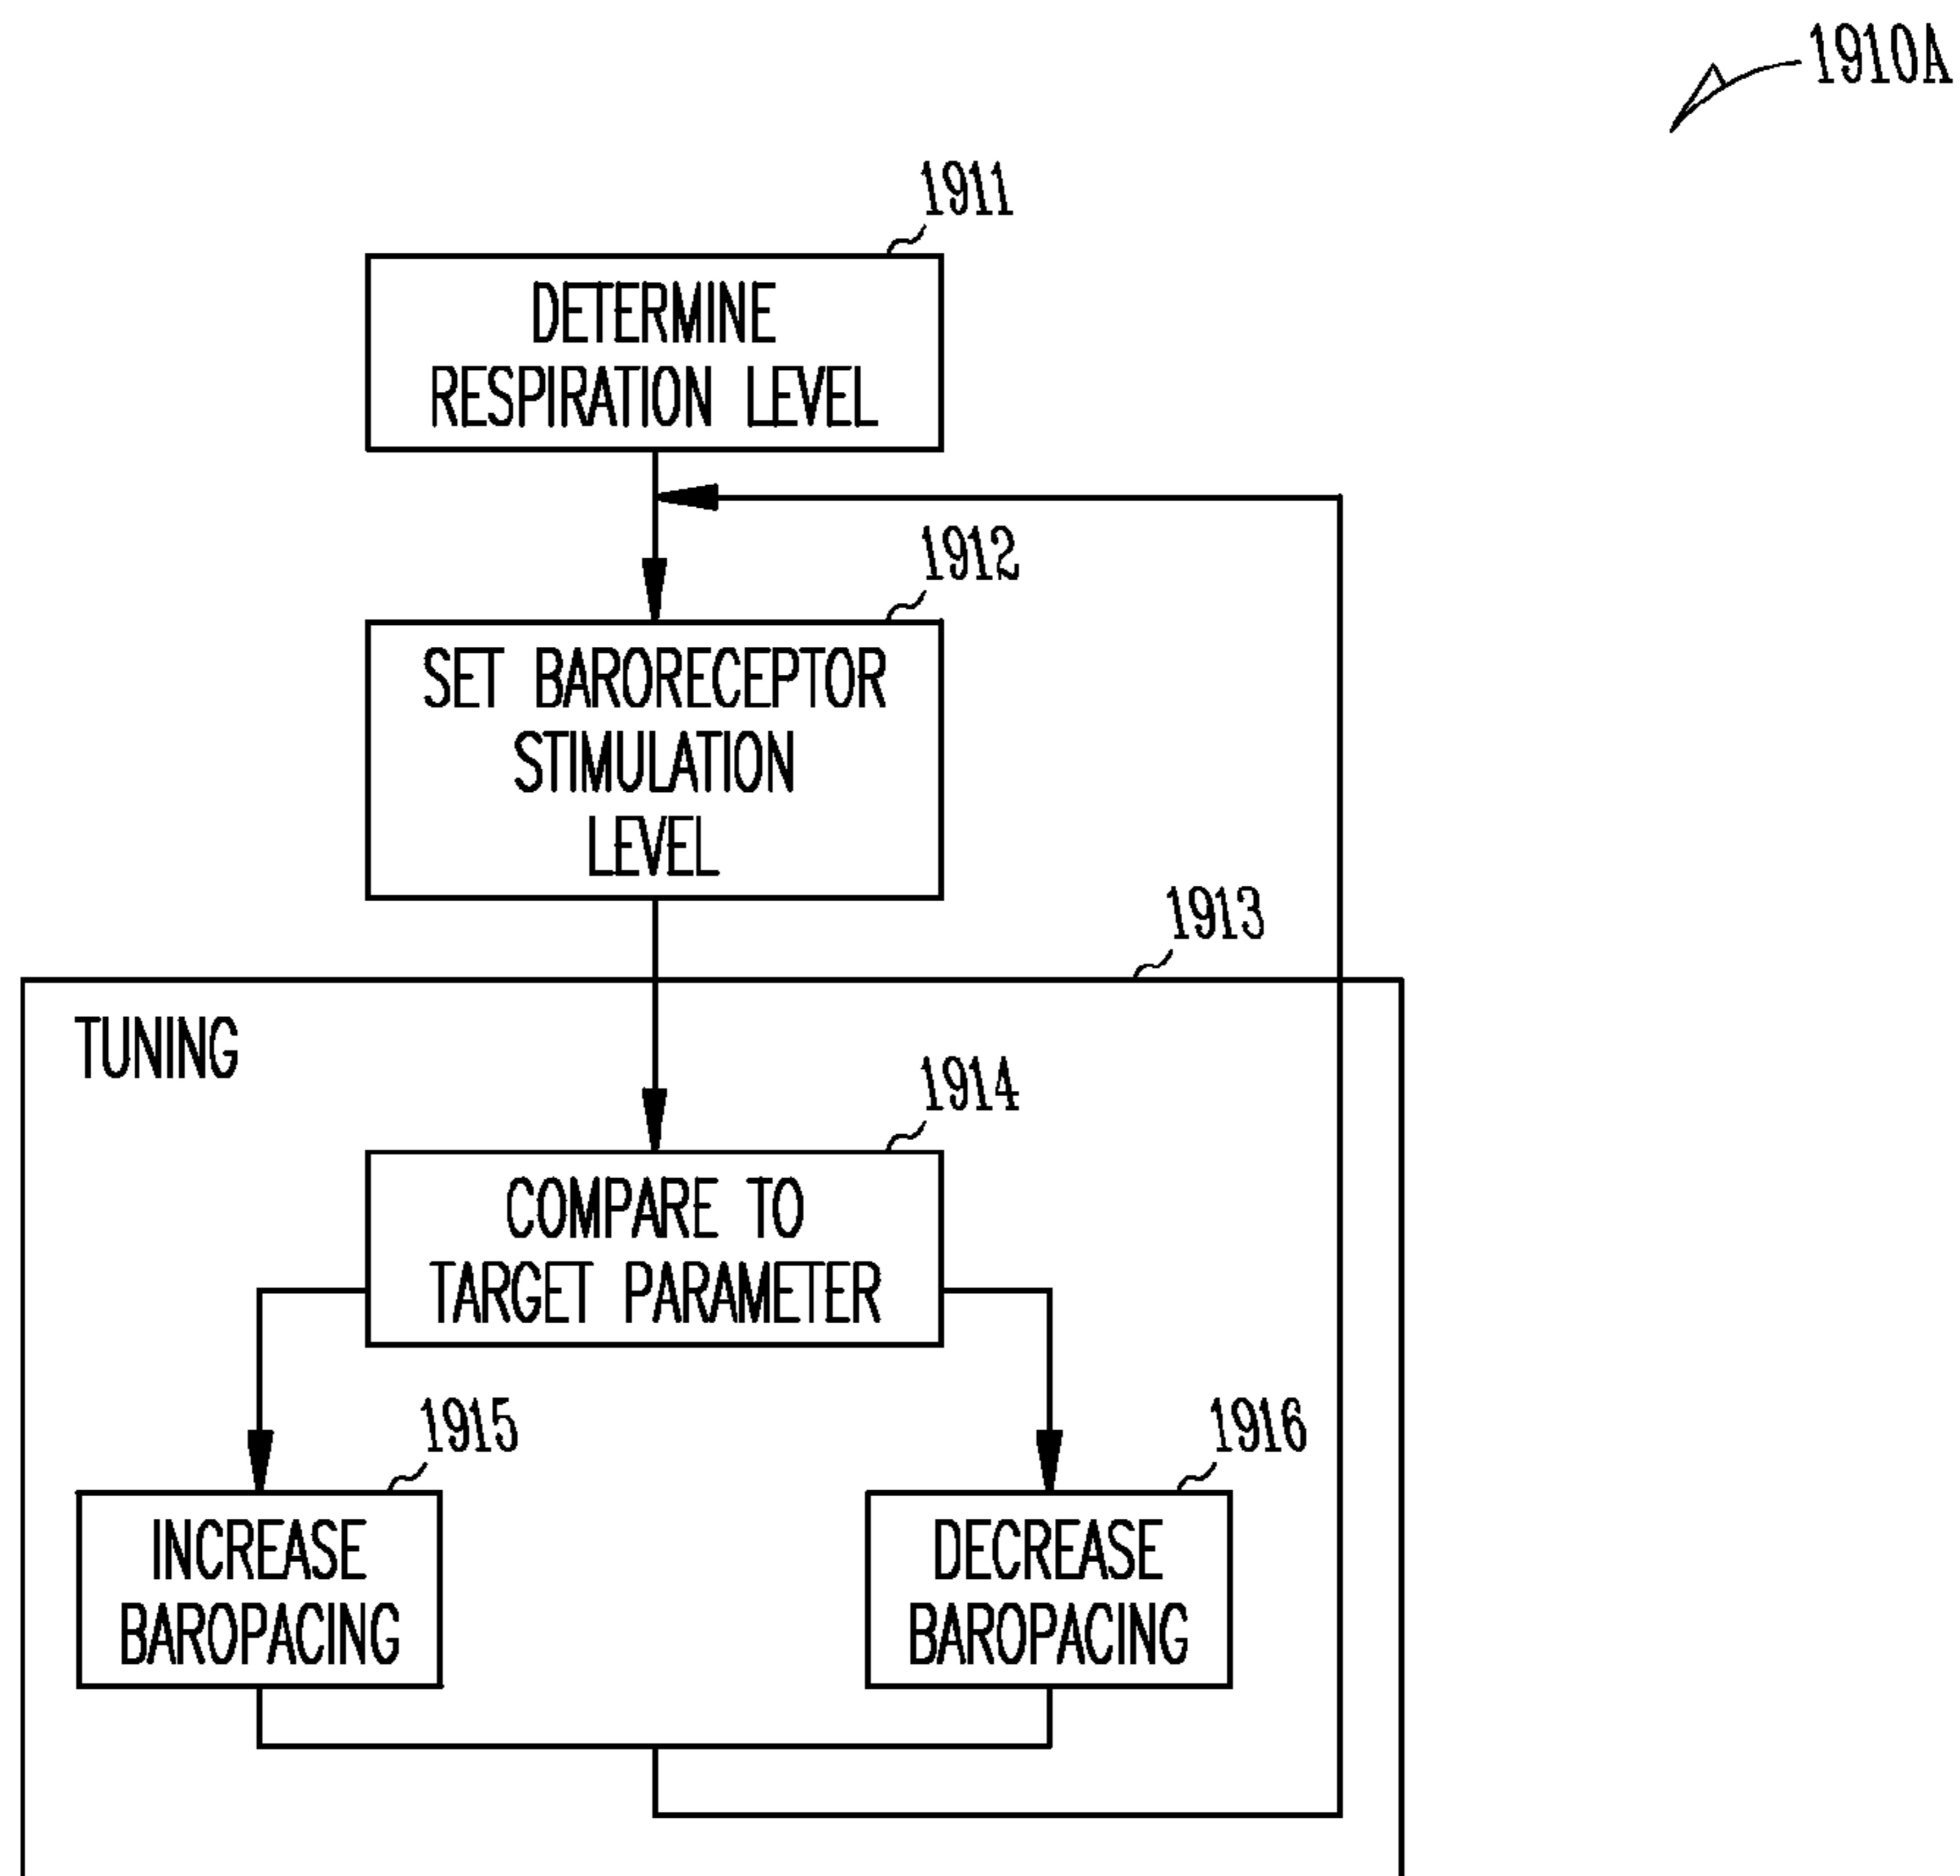 1910A
1911
DETERMINE
RESPIRATION LEVEL
1912
SET BARORECEPTOR
STIMULATION
LEVEL
1913
TUNING
1914
COMPARE TO
TARGET PARAMETER
1915
INCREASE
BAROPACING
1916
DECREASE
BAROPACING